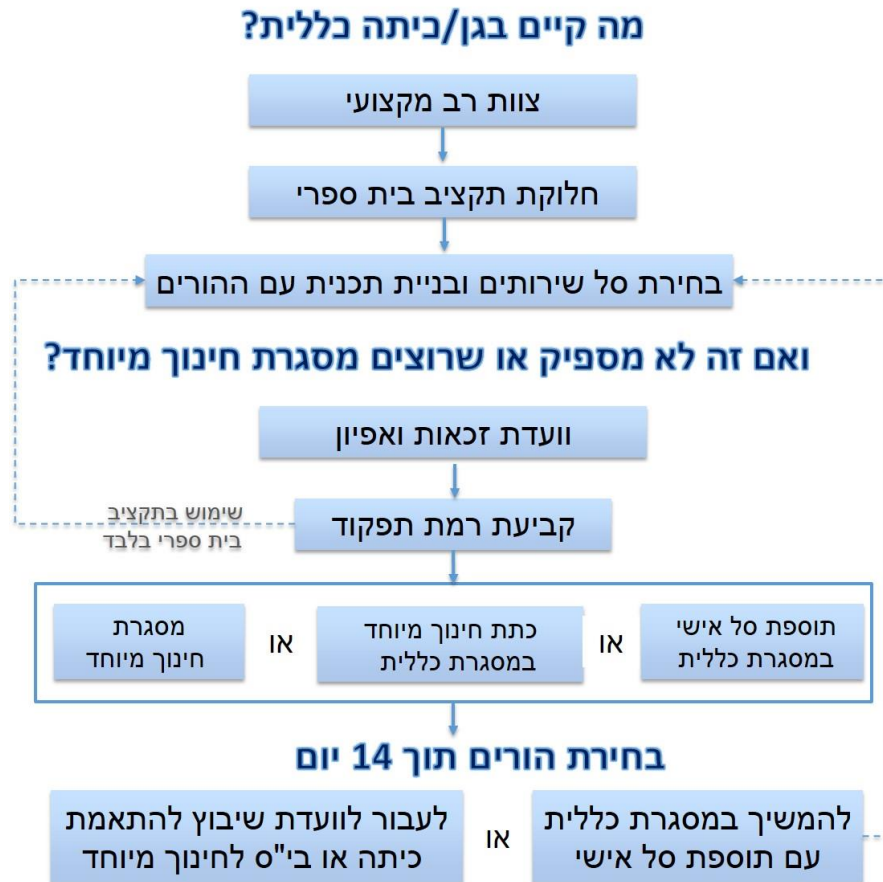 מה קיים בגן/כיתה כללית?
צוות רב מקצועי
חלוקת תקציב בית ספרי
בחירת סל שירותים ובניית תכנית עם ההורים
ואם זה לא מספיק או שרוצים מסגרת חינוך מיוחד?
וועדת זכאות ואפיון
קביעת רמת תפקוד
שימוש בתקציב
בית ספרי בלבד
תוספת סל אישי
במסגרת כללית
או
כתת חינוך מיוחד
במסגרת כללית
או
מסגרת
חינוך מיוחד
בחירת הורים תוך 14 יום
להמשיך במסגרת כללית
עם תוספת סל אישי
או
לעבור לוועדת שיבוץ להתאמת
כיתה או בי"ס לחינוך מיוחד